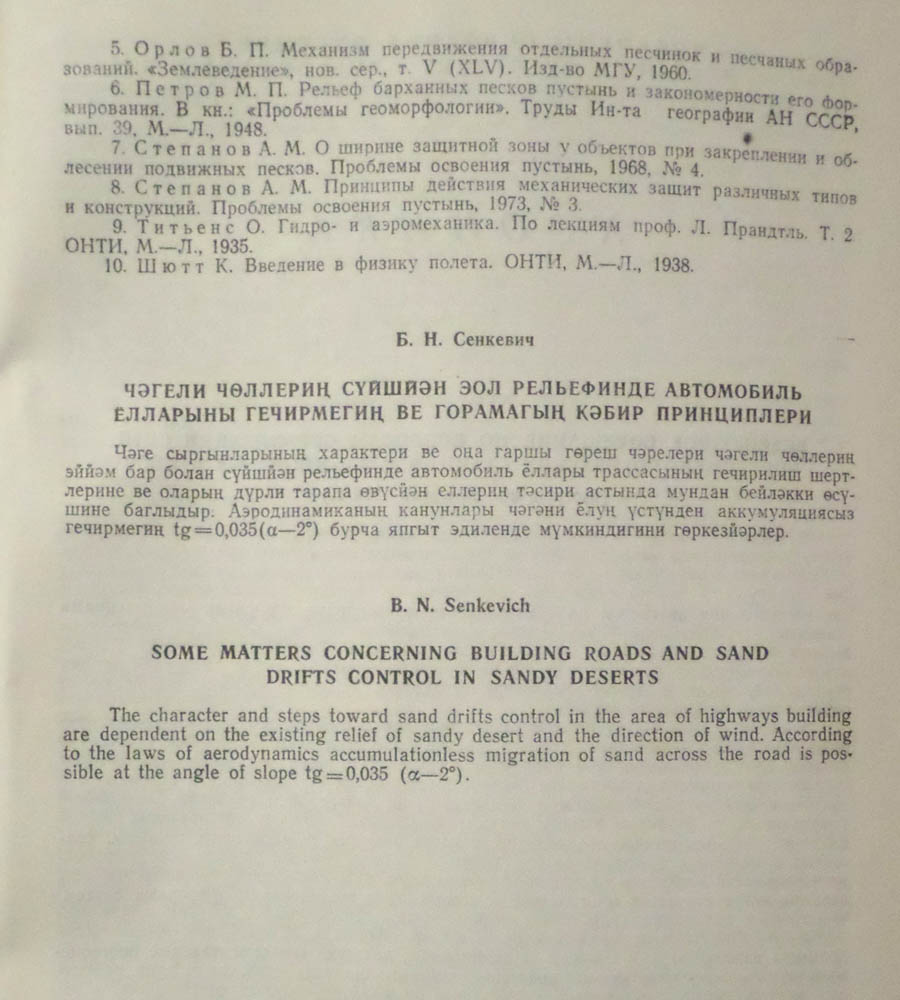 5. Орлов Б. П. Механизм передвижения отдельных песчинок и песчаных обра-
зований. «Землеведение», нов. сер., т. V (XLV). Изд-во МГУ, 1960.
6. Петров М. П. Рельеф барханных песков пустынь и закономерности его фор-
мирования. В кн.: «Проблемы геоморфологии». Труды Ин-та географии АН СССР,
вып. 39, М.—Л., 1948.
7. Степанов А. М. О ширине защитной зоны у объектов при закреплении и об-
лесении подвижных песков. Проблемы освоения пустынь, 1968, № 4.
8. Степанов А. М. Принципы действия механических защит различных типов
и конструкций. Проблемы освоения пустынь, 1973, № 3.
9. Титьенс О. Гидро- и аэромеханика. По лекциям проф. Л. Прандтль. Т. 2
ОНТИ, М.—Л., 1935.
10. Шютт К. Введение в физику полета. ОНТИ, М.—Л., 1938.
Б. Н. Сенкевич
ЧӘГЕЛИ ЧӨЛЛЕРИҢ СҮЙШЙӘН ЭОЛ РЕЛЬЕФИНДЕ АВТОМОБИЛЬ
ЁЛЛАРЫНЫ ГЕЧИРМЕГИҢ ВЕ ГОРАМАГЫҢ КӘБИР ПРИНЦИПЛЕРИ
Чәге сыргынларының характери ве оңа гаршы гөреш чәрелери чәгели чөллериң
эййәм бар болан сүйшйән рельефинде автомобиль ёллары трассасының гечирилиш шерт-
лерине ве оларың дүрли тарапа өвүсйән еллериң тәсири астында мундан бейләкки өсү-
шине баглыдыр. Аэродинамиканың канунлары чәгәни ёлуң үстүнден аккумуляциясыз
гечирмегиң tg=0,035(α—2°) бурча япгыт эдиленде мүмкиндигини гөркезйәрлер.
B. N. Senkevich
SOME MATTERS CONCERNING BUILDING ROADS AND SAND
DRIFTS CONTROL IN SANDY DESERTS
The character and steps toward sand drifts control in the area of highways building
are dependent on the existing relief of sandy desert and the direction of wind. According
to the laws of aerodynamics accumulationless migration of sand across the road is pos-
sible at the angle of slope tg=0,035 (α—2°).